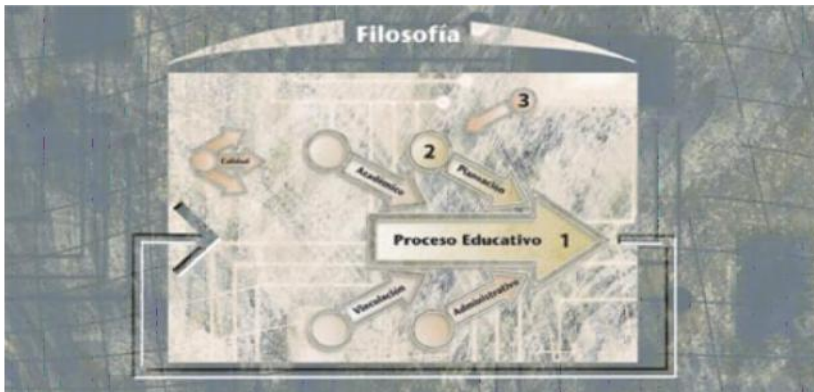 Filosofía
3
2
Calidad
Académico
Planeación
Proceso Educativo 1
Vinculación
Administrativo